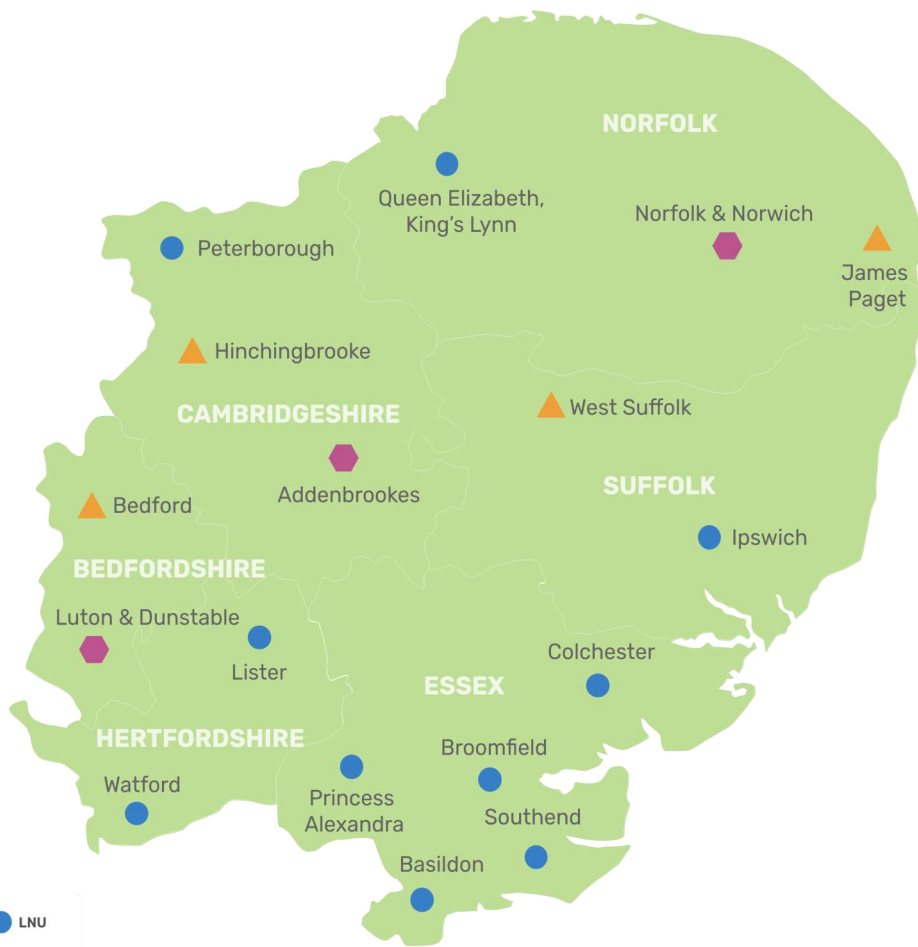 NORFOLK
Queen Elizabeth,
King's Lynn
Norfolk & Norwich
Peterborough
James
Paget
Hinchingbrooke
CAMBRIDGESHIRE
West Suffolk
Addenbrookes
SUFFOLK
Bedford
Ipswich
BEDFORDSHIRE
Luton & Dunstable
Lister
Colchester
ESSEX
HERTFORDSHIRE
Broomfield
Watford
Princess
Alexandra
Southend
Basildon
LNU